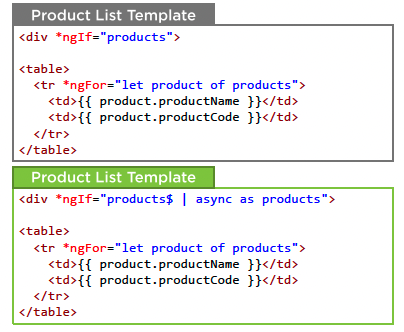 Product List Template
<div *ngIf="products">
<table>
<tr *ngFor="let product of products">
<td>{{ product.productName }}</td>
<td>{{ product.productCode }}</td>
</tr>
</table>
Product List Template
<div *ngIf="products$ | async as products">
<table>
<tr *ngFor="let product of products">
<td>{{ product.productName }}</td>
<td>{{ product.productCode }}</td>
</tr>
</table>